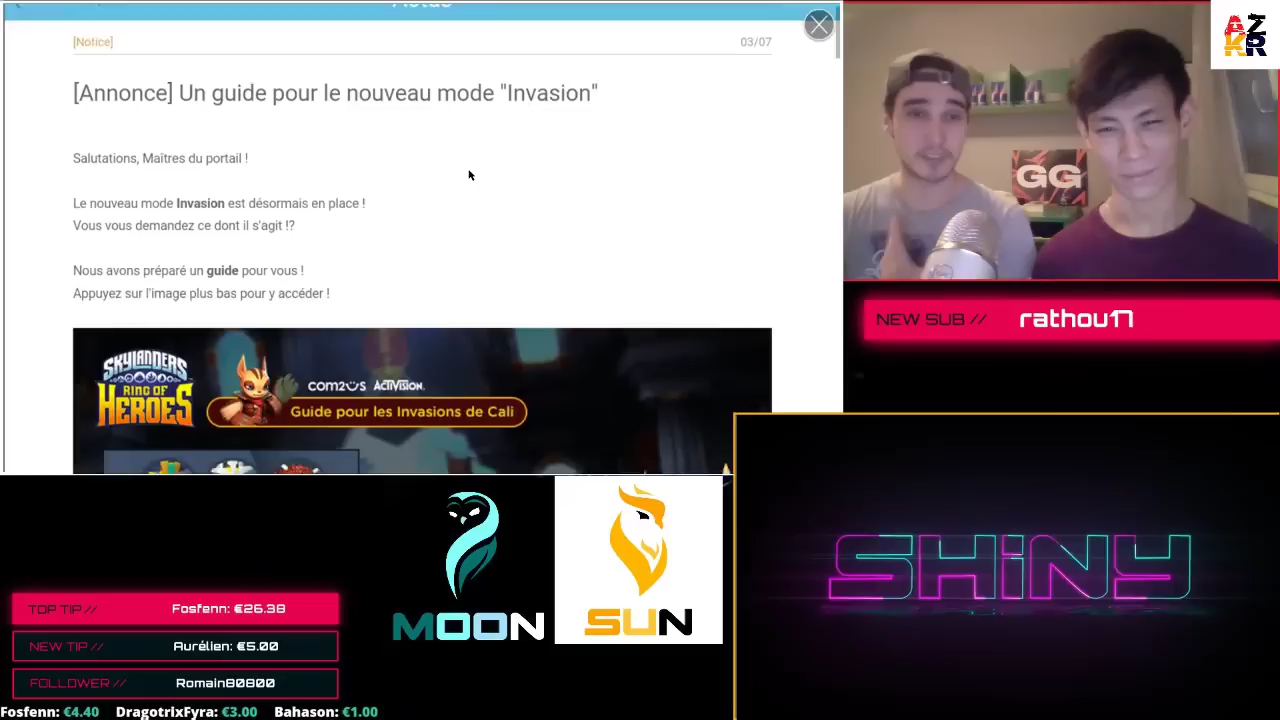 [Notice]
03/07
[Annonce] Un guide pour le nouveau mode "Invasion"
Salutations, Maîtres du portail !
Le nouveau mode Invasion est désormais en place !
Vous vous demandez ce dont il s'agit !?
Nous avons préparé un guide pour vous !
Appuyez sur l'image plus bas pour y accéder !
SKYLANDERS
RING OF
HEROES
COM2US ACTIVISION
Guide pour les Invasions de Cali
AZ
KR
GG
NEW SUB // rathou17
MOON
SUN
SHiNY
TOP TIP // Fosfenn: €26.38
NEW TIP // Aurélien: €5.00
FOLLOWER // Romain80800
Fosfenn: €4.40 DragotrixFyra: €3.00 Bahason: €1.00